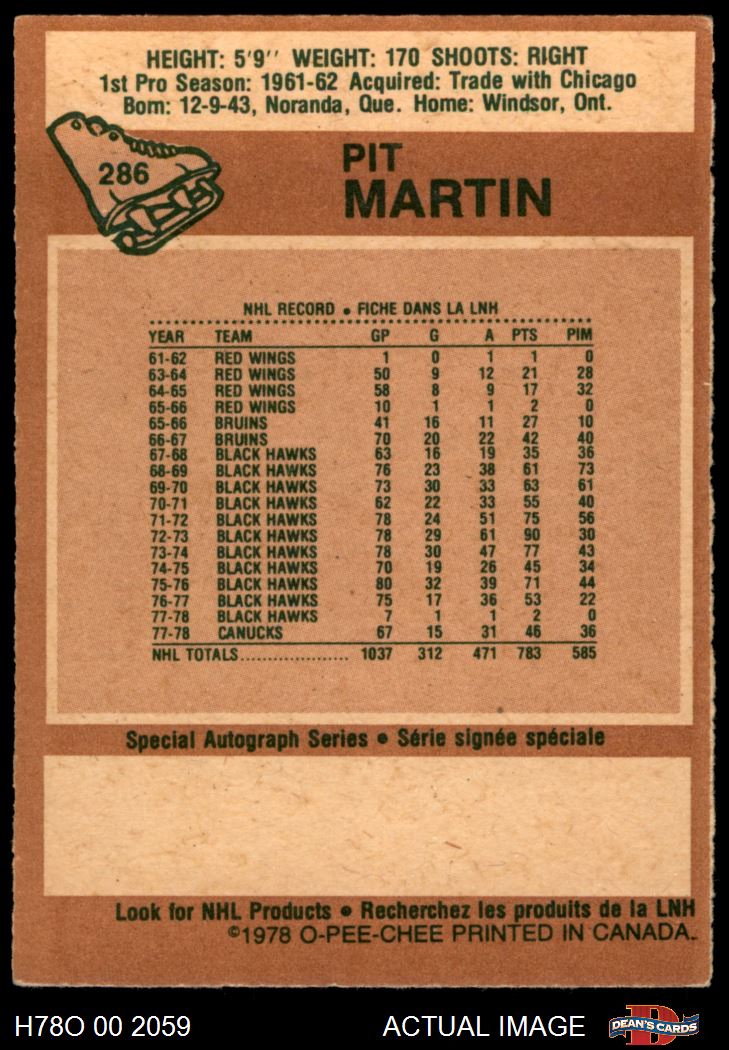 HEIGHT: 5'9'' WEIGHT: 170 SHOOTS: RIGHT
1st Pro Season: 1961-62 Acquired: Trade with Chicago
Born: 12-9-43, Noranda, Que. Home: Windsor, Ont.
286
PIT
MARTIN
NHL RECORD • FICHE DANS LA LNH
YEAR TEAM GP G A PTS PIM
61-62 RED WINGS 1 0 1 1 0
63-64 RED WINGS 50 9 12 21 28
64-65 RED WINGS 58 8 9 17 32
65-66 RED WINGS 10 1 1 2 0
65-66 BRUINS 41 16 11 27 10
66-67 BRUINS 70 20 22 42 40
67-68 BLACK HAWKS 63 16 19 35 36
68-69 BLACK HAWKS 76 23 38 61 73
69-70 BLACK HAWKS 73 30 33 63 61
70-71 BLACK HAWKS 62 22 33 55 40
71-72 BLACK HAWKS 78 24 51 75 56
72-73 BLACK HAWKS 78 29 61 90 30
73-74 BLACK HAWKS 78 30 47 77 43
74-75 BLACK HAWKS 70 19 26 45 34
75-76 BLACK HAWKS 80 32 39 71 44
76-77 BLACK HAWKS 75 17 36 53 22
77-78 BLACK HAWKS 7 1 1 2 0
77-78 CANUCKS 67 15 31 46 36
NHL TOTALS.................... 1037 312 471 783 585
Special Autograph Series • Série signée spéciale
Look for NHL Products • Recherchez les produits de la LNH
©1978 O-PEE-CHEE PRINTED IN CANADA.
H78O 00 2059 ACTUAL IMAGE D DEAN'S CARDS